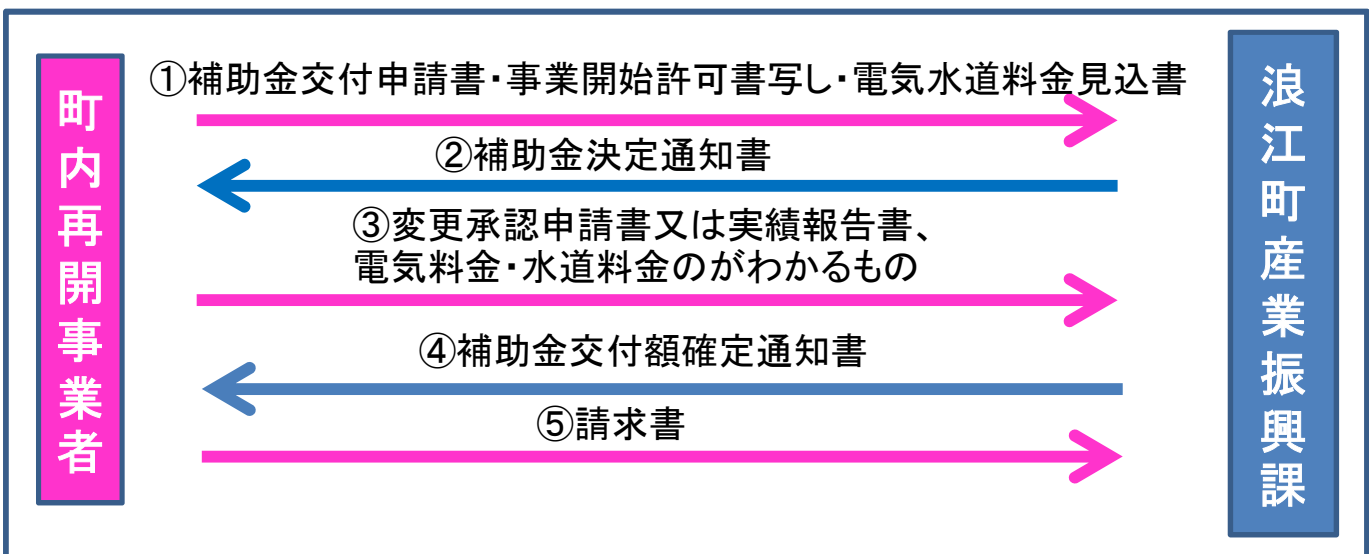 町内再開事業者
①補助金交付申請書・事業開始許可書写し・電気水道料金見込書
②補助金決定通知書
③変更承認申請書又は実績報告書、
電気料金・水道料金のがわかるもの
④補助金交付額確定通知書
⑤請求書
浪江町産業振興課